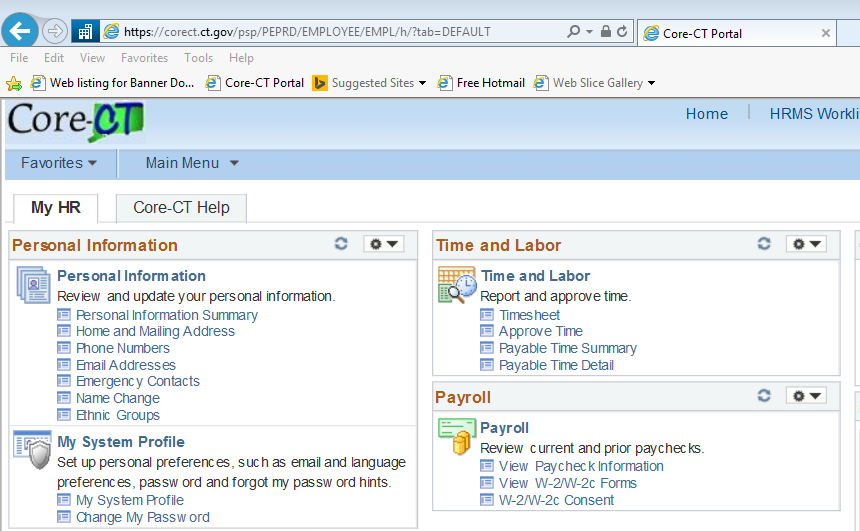 https://corect.ct.gov/psp/PEPRD/EMPLOYEE/EMPL/h/?tab=DEFAULT
Core-CT Portal
File Edit View Favorites Tools Help
Web listing for Banner Do... Core-CT Portal Suggested Sites Free Hotmail Web Slice Gallery
Core-CT
Home HRMS Workli
Favorites Main Menu
My HR Core-CT Help
Personal Information
Personal Information
Review and update your personal information.
Personal Information Summary
Home and Mailing Address
Phone Numbers
Email Addresses
Emergency Contacts
Name Change
Ethnic Groups
My System Profile
Set up personal preferences, such as email and language
preferences, password and forgot my password hints.
My System Profile
Change My Password
Time and Labor
Time and Labor
Report and approve time.
Timesheet
Approve Time
Payable Time Summary
Payable Time Detail
Payroll
Payroll
Review current and prior paychecks.
View Paycheck Information
View W-2/W-2c Forms
W-2/W-2c Consent